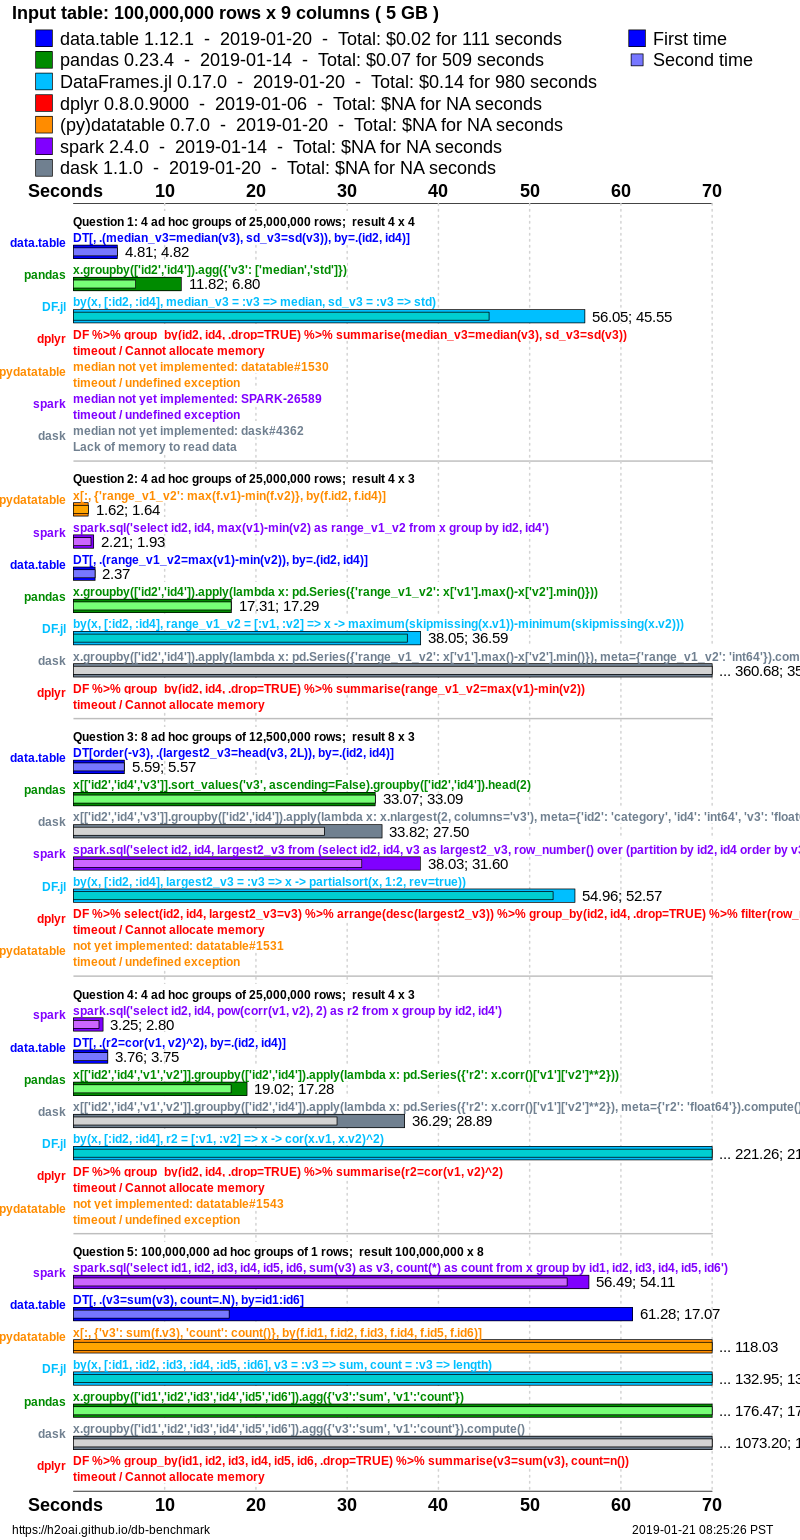 Input table: 100,000,000 rows x 9 columns ( 5 GB )
data.table 1.12.1 - 2019-01-20 - Total: $0.02 for 111 seconds
First time
pandas 0.23.4 - 2019-01-14 - Total: $0.07 for 509 seconds
Second time
DataFrames.jl 0.17.0 - 2019-01-20 - Total: $0.14 for 980 seconds
dplyr 0.8.0.9000 - 2019-01-06 - Total: $NA for NA seconds
(py)datatable 0.7.0 - 2019-01-20 - Total: $NA for NA seconds
spark 2.4.0 - 2019-01-14 - Total: $NA for NA seconds
dask 1.1.0 - 2019-01-20 - Total: $NA for NA seconds
Seconds 10 20 30 40 50 60 70
Question 1: 4 ad hoc groups of 25,000,000 rows; result 4 x 4
DT[, .(median_v3=median(v3), sd_v3=sd(v3)), by=.(id2, id4)]
data.table 4.81; 4.82
x.groupby(['id2','id4']).agg({'v3': ['median','std']})
pandas 11.82; 6.80
by(x, [:id2, :id4], median_v3 = :v3 => median, sd_v3 = :v3 => std)
DF.jl 56.05; 45.55
DF %>% group_by(id2, id4, .drop=TRUE) %>% summarise(median_v3=median(v3), sd_v3=sd(v3))
dplyr timeout / Cannot allocate memory
median not yet implemented: datatable#1530
pydatatable timeout / undefined exception
median not yet implemented: SPARK-26589
spark timeout / undefined exception
median not yet implemented: dask#4362
dask Lack of memory to read data
Question 2: 4 ad hoc groups of 25,000,000 rows; result 4 x 3
x[:, {'range_v1_v2': max(f.v1)-min(f.v2)}, by(f.id2, f.id4)]
pydatatable 1.62; 1.64
spark.sql('select id2, id4, max(v1)-min(v2) as range_v1_v2 from x group by id2, id4')
spark 2.21; 1.93
DT[, .(range_v1_v2=max(v1)-min(v2)), by=.(id2, id4)]
data.table 2.37
x.groupby(['id2','id4']).apply(lambda x: pd.Series({'range_v1_v2': x['v1'].max()-x['v2'].min()}))
pandas 17.31; 17.29
by(x, [:id2, :id4], range_v1_v2 = [:v1, :v2] => x -> maximum(skipmissing(x.v1))-minimum(skipmissing(x.v2)))
DF.jl 38.05; 36.59
x.groupby(['id2','id4']).apply(lambda x: pd.Series({'range_v1_v2': x['v1'].max()-x['v2'].min()}), meta={'range_v1_v2': 'int64'}).com
dask ... 360.68; 35
DF %>% group_by(id2, id4, .drop=TRUE) %>% summarise(range_v1_v2=max(v1)-min(v2))
dplyr timeout / Cannot allocate memory
Question 3: 8 ad hoc groups of 12,500,000 rows; result 8 x 3
DT[order(-v3), .(largest2_v3=head(v3, 2L)), by=.(id2, id4)]
data.table 5.59; 5.57
x[['id2','id4','v3']].sort_values('v3', ascending=False).groupby(['id2','id4']).head(2)
pandas 33.07; 33.09
x[['id2','id4','v3']].groupby(['id2','id4']).apply(lambda x: x.nlargest(2, columns='v3'), meta={'id2': 'category', 'id4': 'int64', 'v3': 'float
dask 33.82; 27.50
spark.sql('select id2, id4, largest2_v3 from (select id2, id4, v3 as largest2_v3, row_number() over (partition by id2, id4 order by v3
spark 38.03; 31.60
by(x, [:id2, :id4], largest2_v3 = :v3 => x -> partialsort(x, 1:2, rev=true))
DF.jl 54.96; 52.57
DF %>% select(id2, id4, largest2_v3=v3) %>% arrange(desc(largest2_v3)) %>% group_by(id2, id4, .drop=TRUE) %>% filter(row_
dplyr timeout / Cannot allocate memory
not yet implemented: datatable#1531
pydatatable timeout / undefined exception
Question 4: 4 ad hoc groups of 25,000,000 rows; result 4 x 3
spark.sql('select id2, id4, pow(corr(v1, v2), 2) as r2 from x group by id2, id4')
spark 3.25; 2.80
DT[, .(r2=cor(v1, v2)^2), by=.(id2, id4)]
data.table 3.76; 3.75
x[['id2','id4','v1','v2']].groupby(['id2','id4']).apply(lambda x: pd.Series({'r2': x.corr()['v1']['v2']**2}))
pandas 19.02; 17.28
x[['id2','id4','v1','v2']].groupby(['id2','id4']).apply(lambda x: pd.Series({'r2': x.corr()['v1']['v2']**2}), meta={'r2': 'float64'}).compute()
dask 36.29; 28.89
by(x, [:id2, :id4], r2 = [:v1, :v2] => x -> cor(x.v1, x.v2)^2)
DF.jl ... 221.26; 21
DF %>% group_by(id2, id4, .drop=TRUE) %>% summarise(r2=cor(v1, v2)^2)
dplyr timeout / Cannot allocate memory
not yet implemented: datatable#1543
pydatatable timeout / undefined exception
Question 5: 100,000,000 ad hoc groups of 1 rows; result 100,000,000 x 8
spark.sql('select id1, id2, id3, id4, id5, id6, sum(v3) as v3, count(*) as count from x group by id1, id2, id3, id4, id5, id6')
spark 56.49; 54.11
DT[, .(v3=sum(v3), count=.N), by=id1:id6]
data.table 61.28; 17.07
x[:, {'v3': sum(f.v3), 'count': count()}, by(f.id1, f.id2, f.id3, f.id4, f.id5, f.id6)]
pydatatable ... 118.03
by(x, [:id1, :id2, :id3, :id4, :id5, :id6], v3 = :v3 => sum, count = :v3 => length)
DF.jl ... 132.95; 13
x.groupby(['id1','id2','id3','id4','id5','id6']).agg({'v3':'sum', 'v1':'count'})
pandas ... 176.47; 17
x.groupby(['id1','id2','id3','id4','id5','id6']).agg({'v3':'sum', 'v1':'count'}).compute()
dask ... 1073.20; 1
DF %>% group_by(id1, id2, id3, id4, id5, id6, .drop=TRUE) %>% summarise(v3=sum(v3), count=n())
dplyr timeout / Cannot allocate memory
Seconds 10 20 30 40 50 60 70
https://h2oai.github.io/db-benchmark
2019-01-21 08:25:26 PST